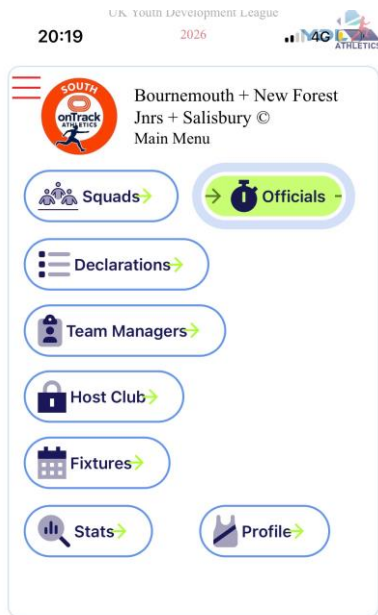 UK Youth Development League
20:19 2026 4G
ATHLETICS
SOUTH
onTrack
ATHLETICS
Bournemouth + New Forest
Jnrs + Salisbury ©
Main Menu
Squads
Officials
Declarations
Team Managers
Host Club
Fixtures
Stats
Profile